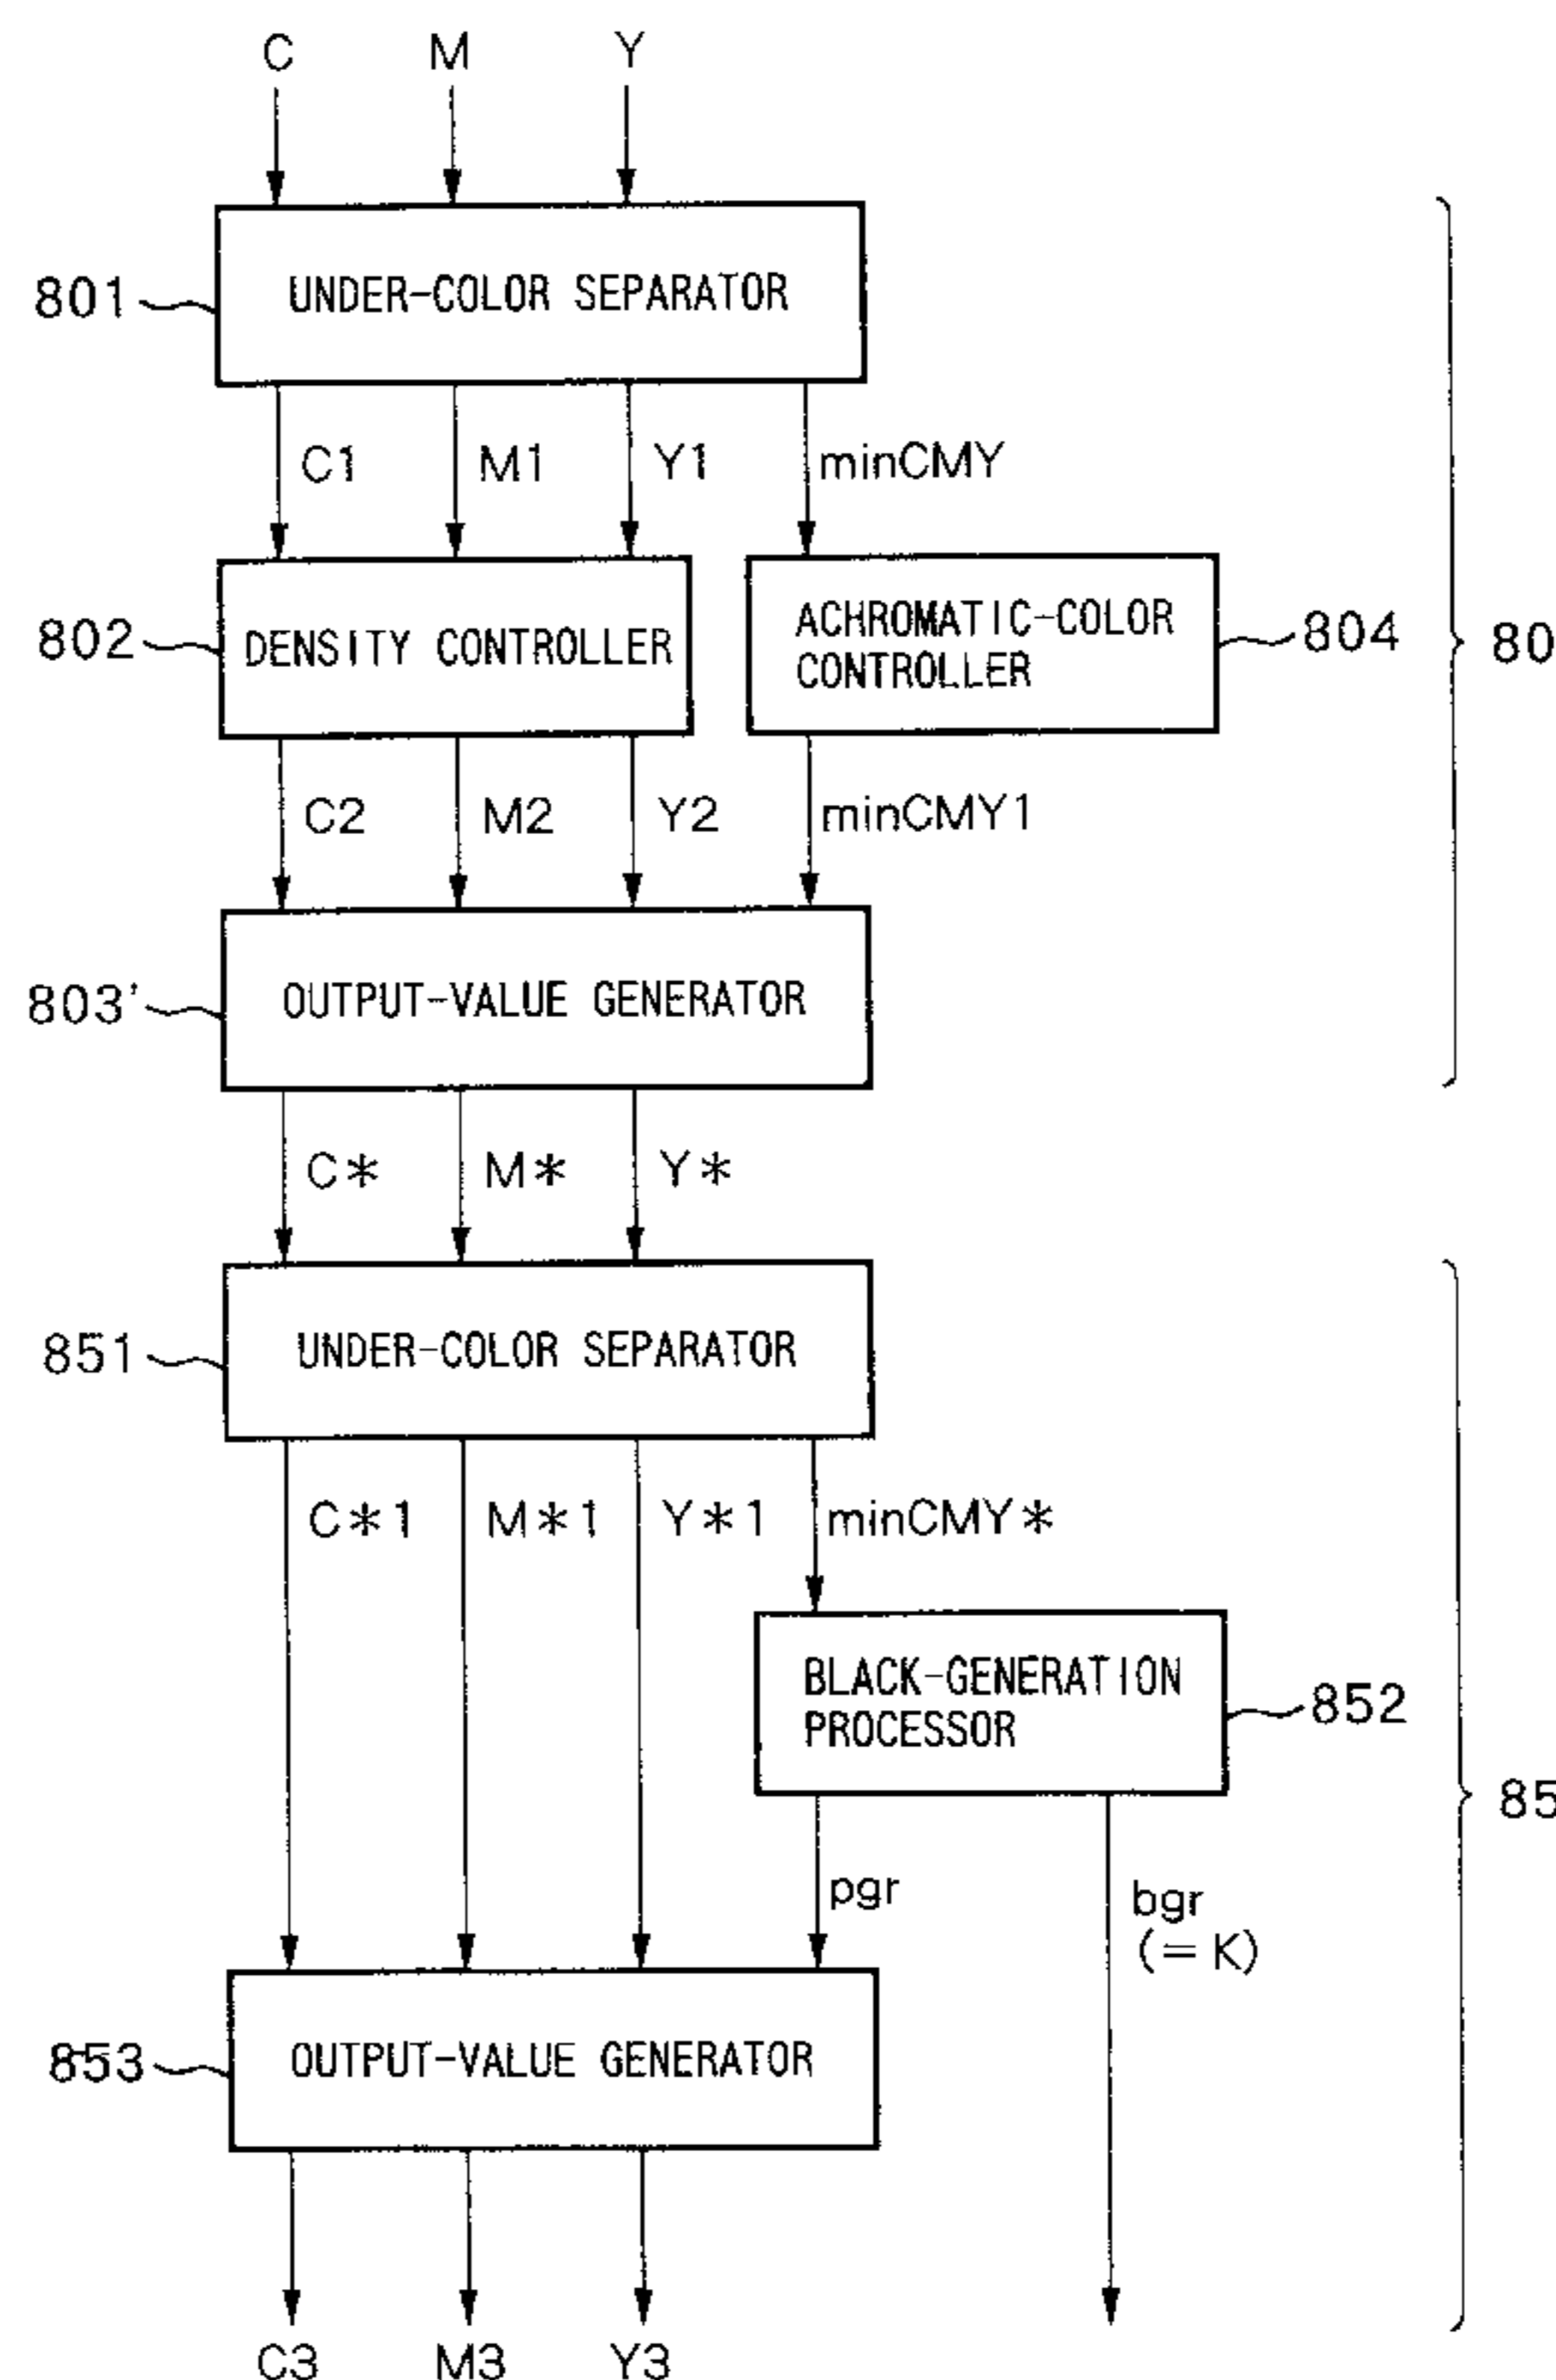 C M Y
801 UNDER-COLOR SEPARATOR
C1 M1 Y1 minCMY
802 DENSITY CONTROLLER
ACHROMATIC-COLOR
CONTROLLER
804
80
C2 M2 Y2 minCMY1
803' OUTPUT-VALUE GENERATOR
C* M* Y*
851 UNDER-COLOR SEPARATOR
C*1 M*1 Y*1 minCMY*
BLACK-GENERATION
PROCESSOR
852
85
pgr
bgr
(=K)
853 OUTPUT-VALUE GENERATOR
C3 M3 Y3